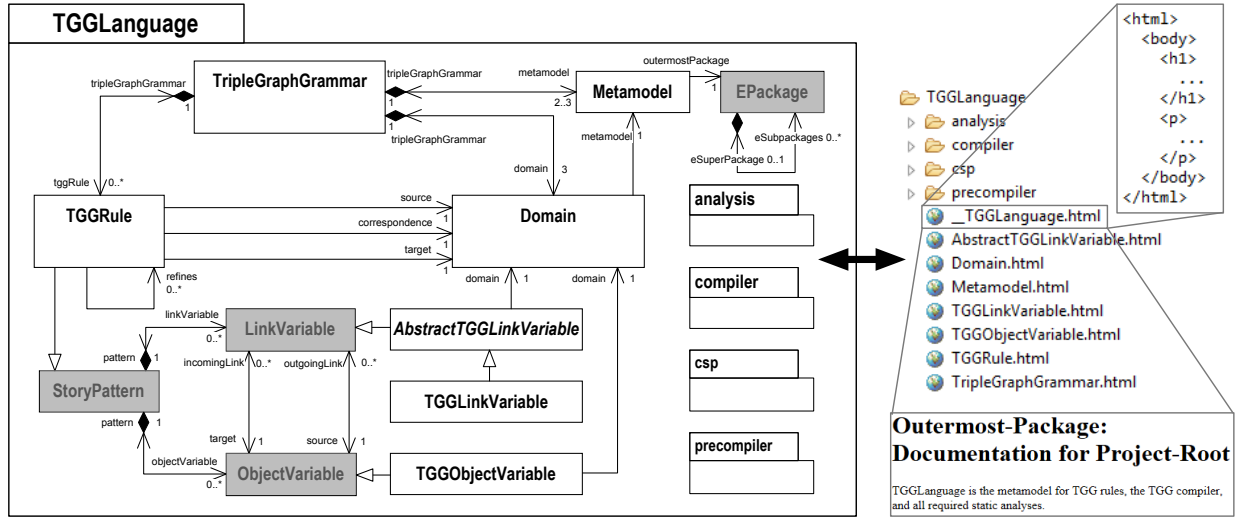 TGGLanguage
TripleGraphGrammar
tripleGraphGrammar
1
tripleGraphGrammar
1
metamodel
2..3
1
tripleGraphGrammar
Metamodel
outermostPackage
1
EPackage
metamodel
1
eSubpackages 0..*
eSuperPackage 0..1
tggRule
0..*
domain
3
TGGRule
source
1
correspondence
1
target
1
Domain
refines
0..*
domain
1
domain
1
linkVariable
0..*
LinkVariable
AbstractTGGLinkVariable
pattern
1
incomingLink
0..*
outgoingLink
0..*
StoryPattern
TGGLinkVariable
pattern
1
target
1
source
1
objectVariable
0..*
ObjectVariable
TGGObjectVariable
analysis
compiler
csp
precompiler
TGGLanguage
analysis
compiler
csp
precompiler
__TGGLanguage.html
AbstractTGGLinkVariable.html
Domain.html
Metamodel.html
TGGLinkVariable.html
TGGObjectVariable.html
TGGRule.html
TripleGraphGrammar.html
<html>
<body>
<h1>
...
</h1>
<p>
...
</p>
</body>
</html>
Outermost-Package:
Documentation for Project-Root
TGGLanguage is the metamodel for TGG rules, the TGG compiler,
and all required static analyses.